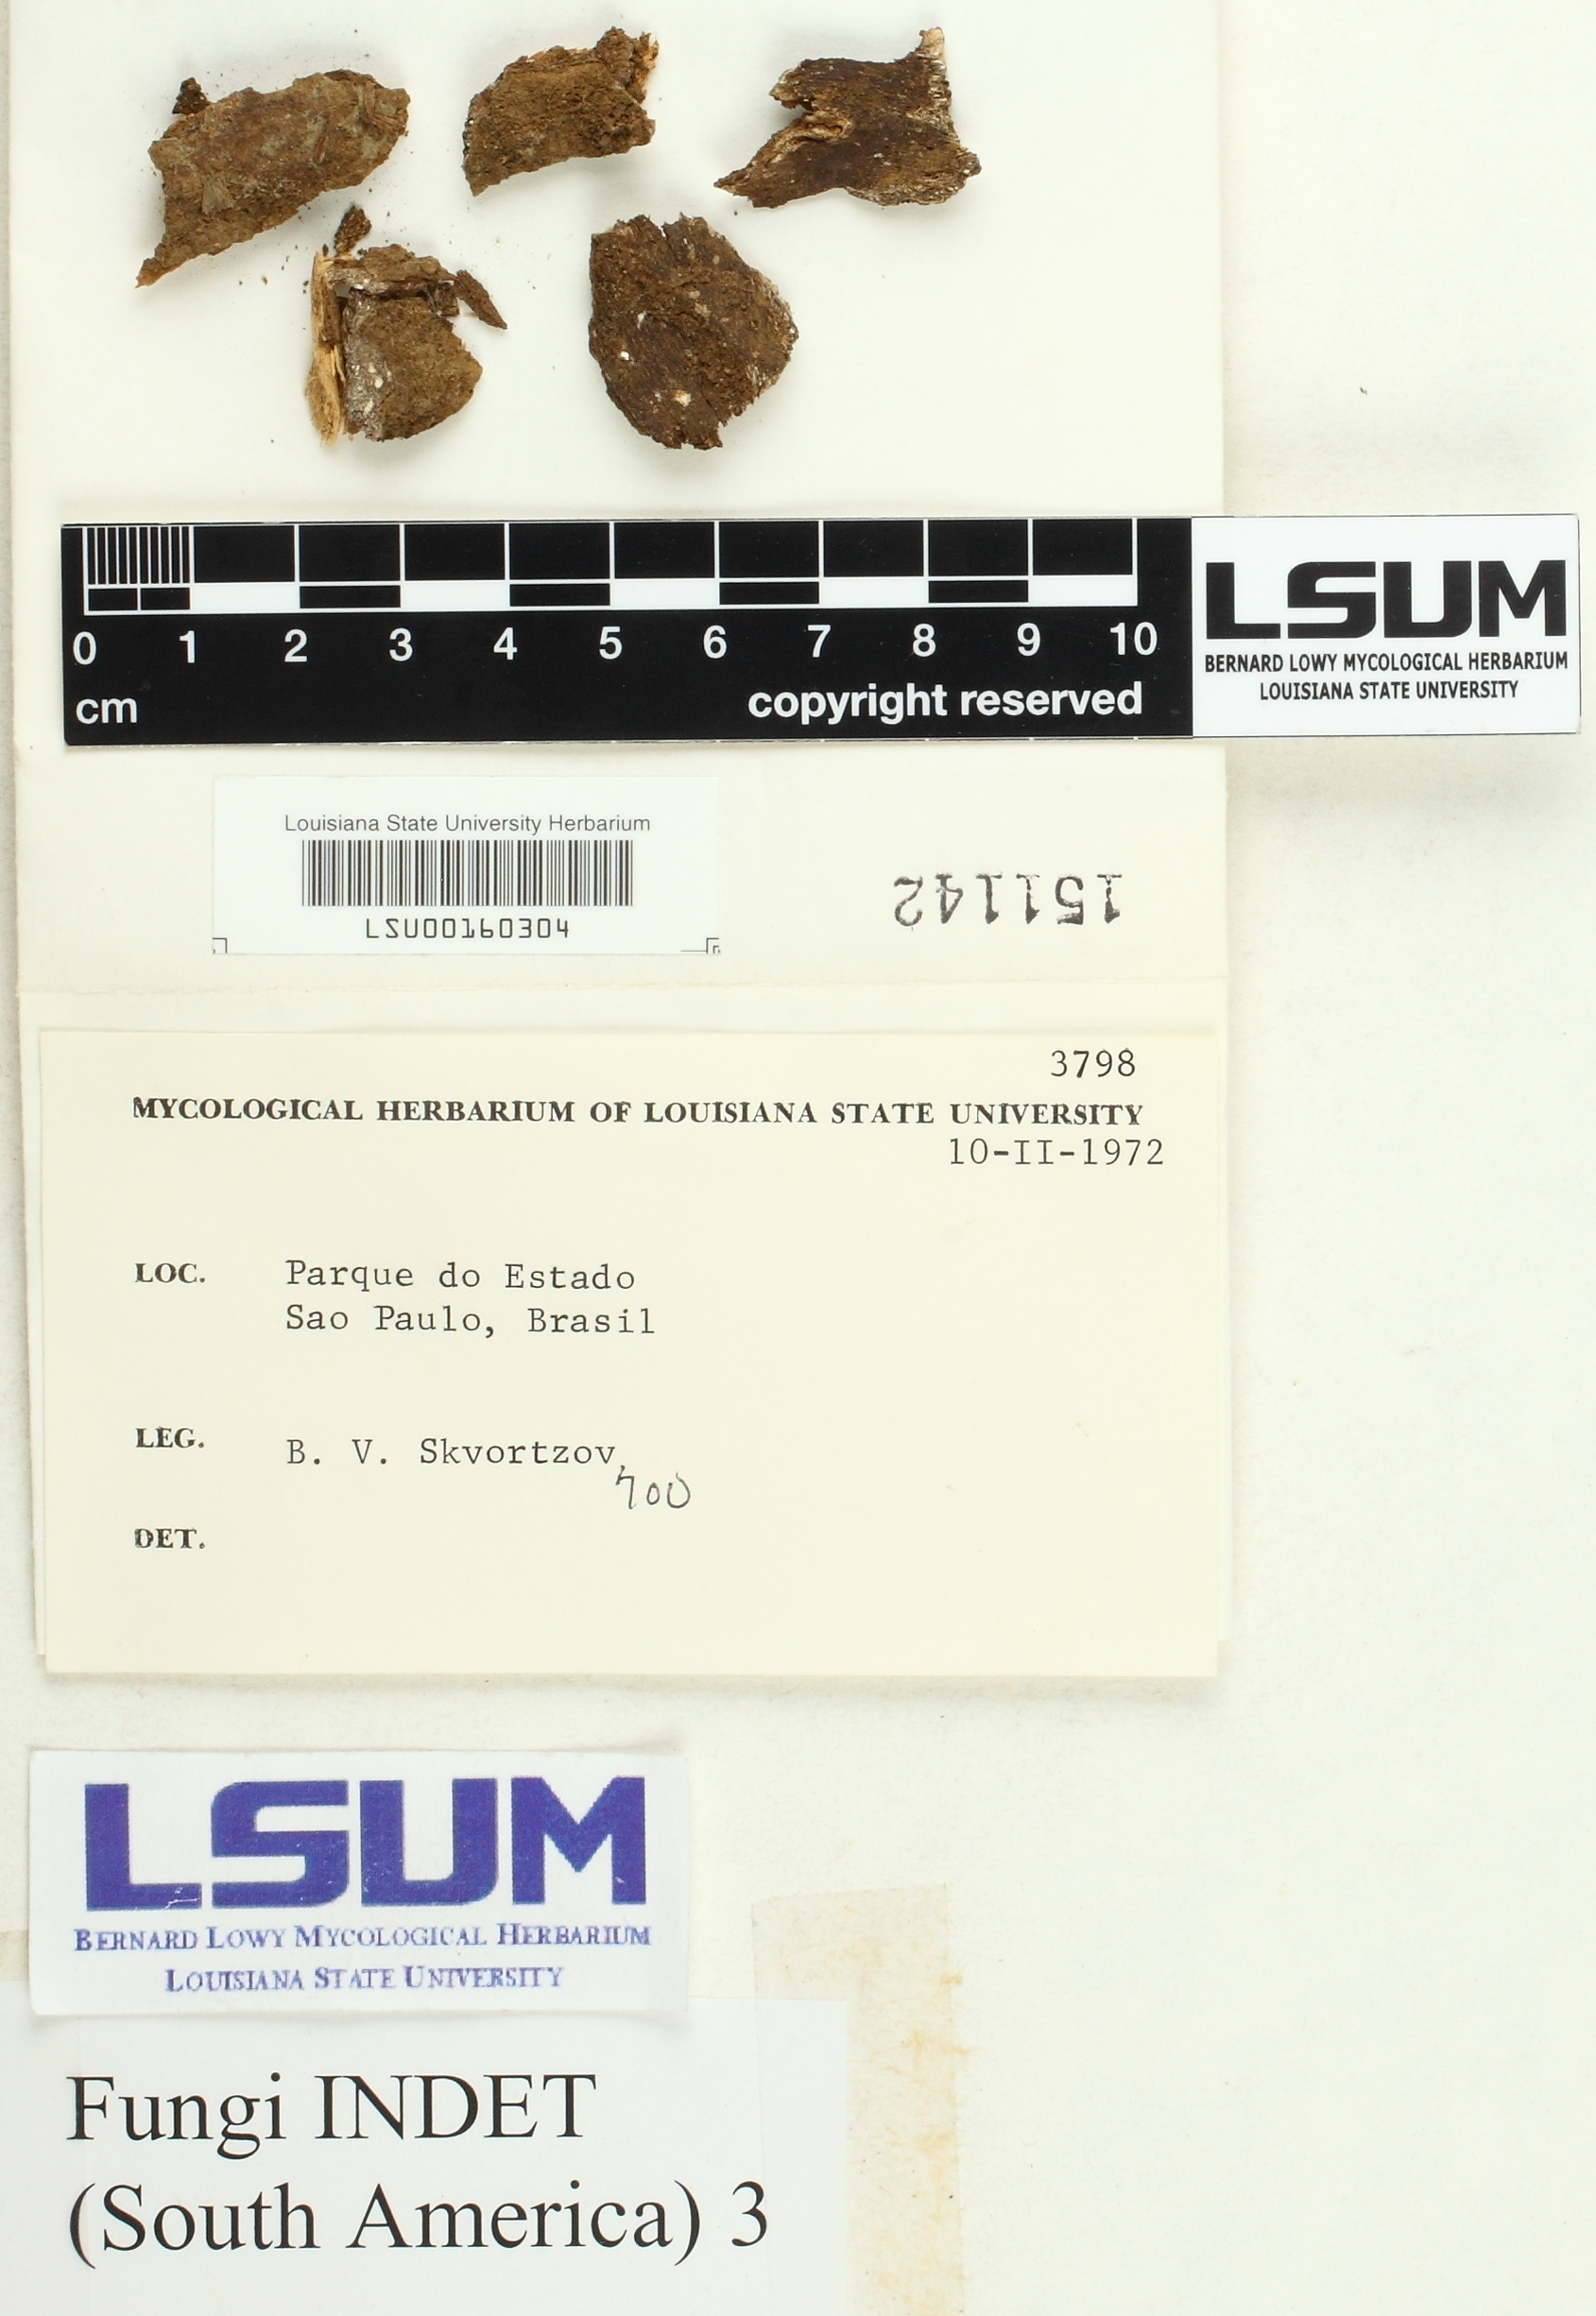 0 1 2 3 4 5 6 7 8 9 10
cm copyright reserved
LSUM
BERNARD LOWY MYCOLOGICAL HERBARIUM
LOUISIANA STATE UNIVERSITY
Louisiana State University Herbarium
LSU00160304
151142
3798
MYCOLOGICAL HERBARIUM OF LOUISIANA STATE UNIVERSITY
10-II-1972
LOC. Parque do Estado
Sao Paulo, Brasil
LEG. B. V. Skvortzov,
700
DET.
LSUM
BERNARD LOWY MYCOLOGICAL HERBARIUM
LOUISIANA STATE UNIVERSITY
Fungi INDET
(South America) 3